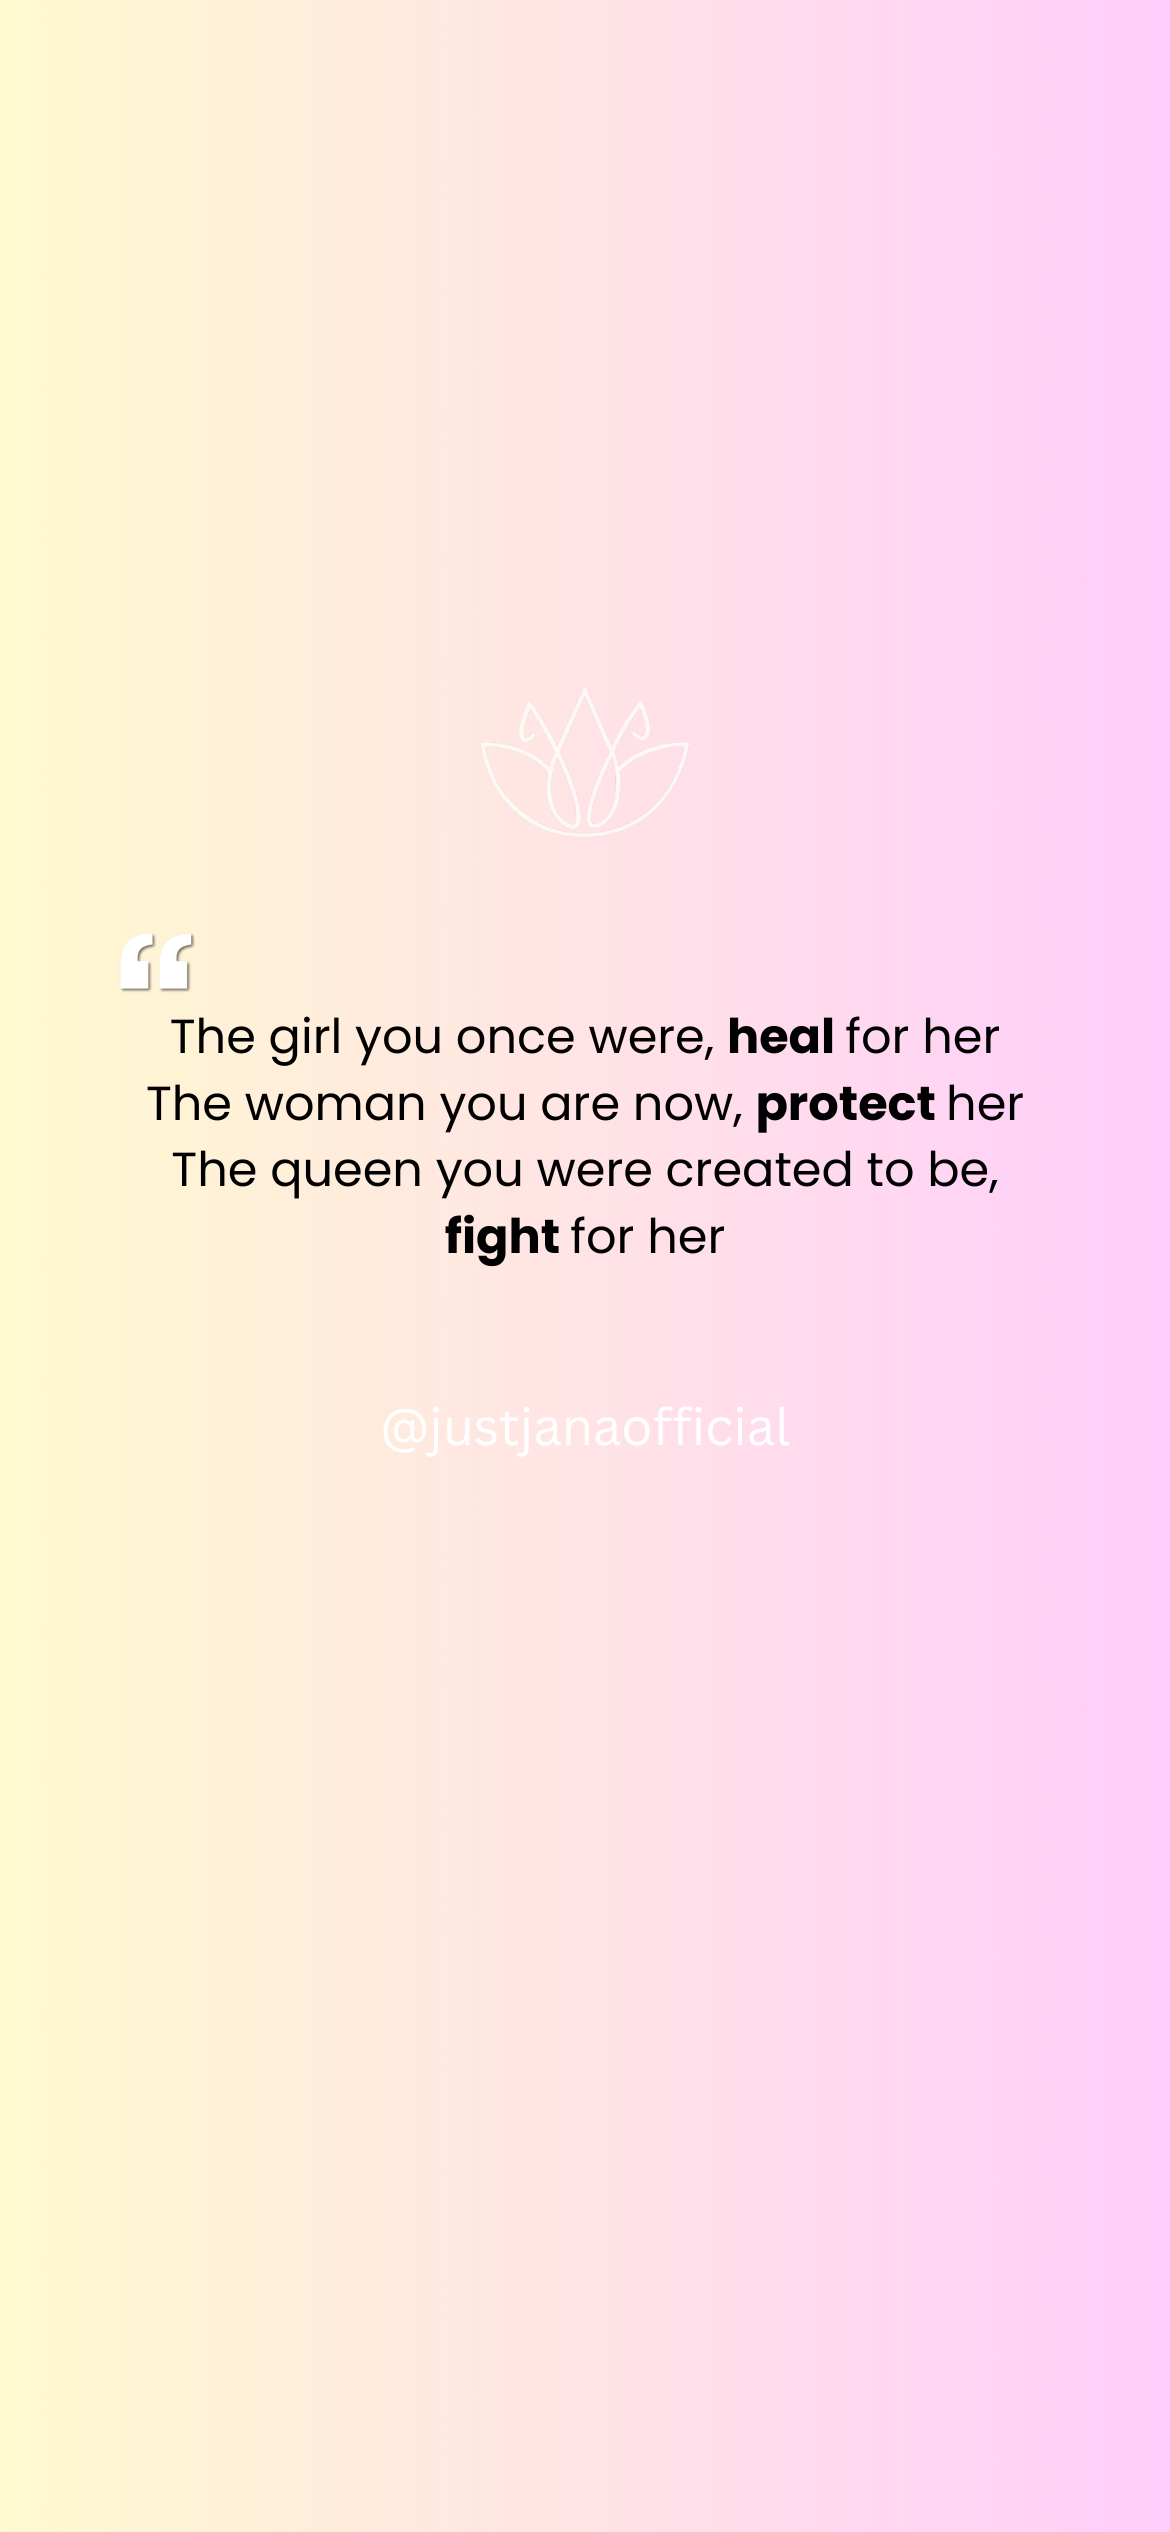 “
The girl you once were, heal for her
The woman you are now, protect her
The queen you were created to be,
fight for her
@justjanaofficial